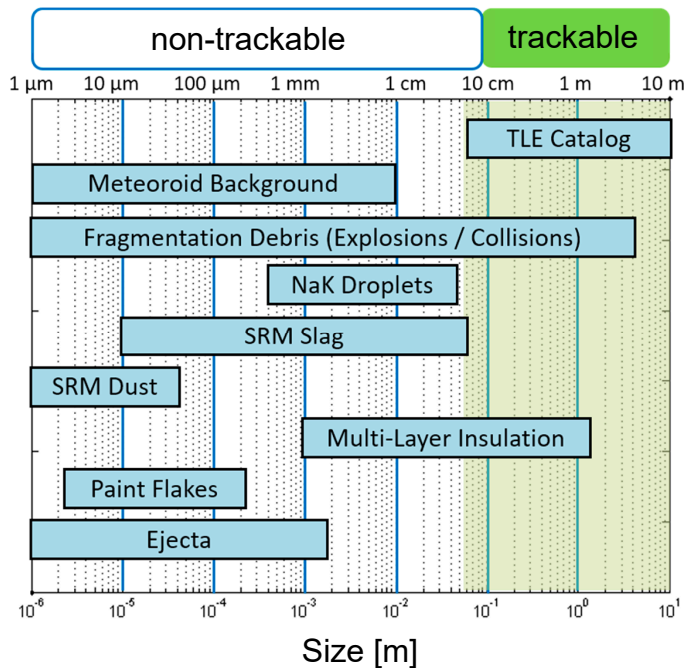 non-trackable trackable
1 µm 10 µm 100 µm 1 mm 1 cm 10 cm 1 m 10 m
TLE Catalog
Meteoroid Background
Fragmentation Debris (Explosions / Collisions)
NaK Droplets
SRM Slag
SRM Dust
Multi-Layer Insulation
Paint Flakes
Ejecta
10⁻⁶ 10⁻⁵ 10⁻⁴ 10⁻³ 10⁻² 10⁻¹ 10⁰ 10¹
Size [m]